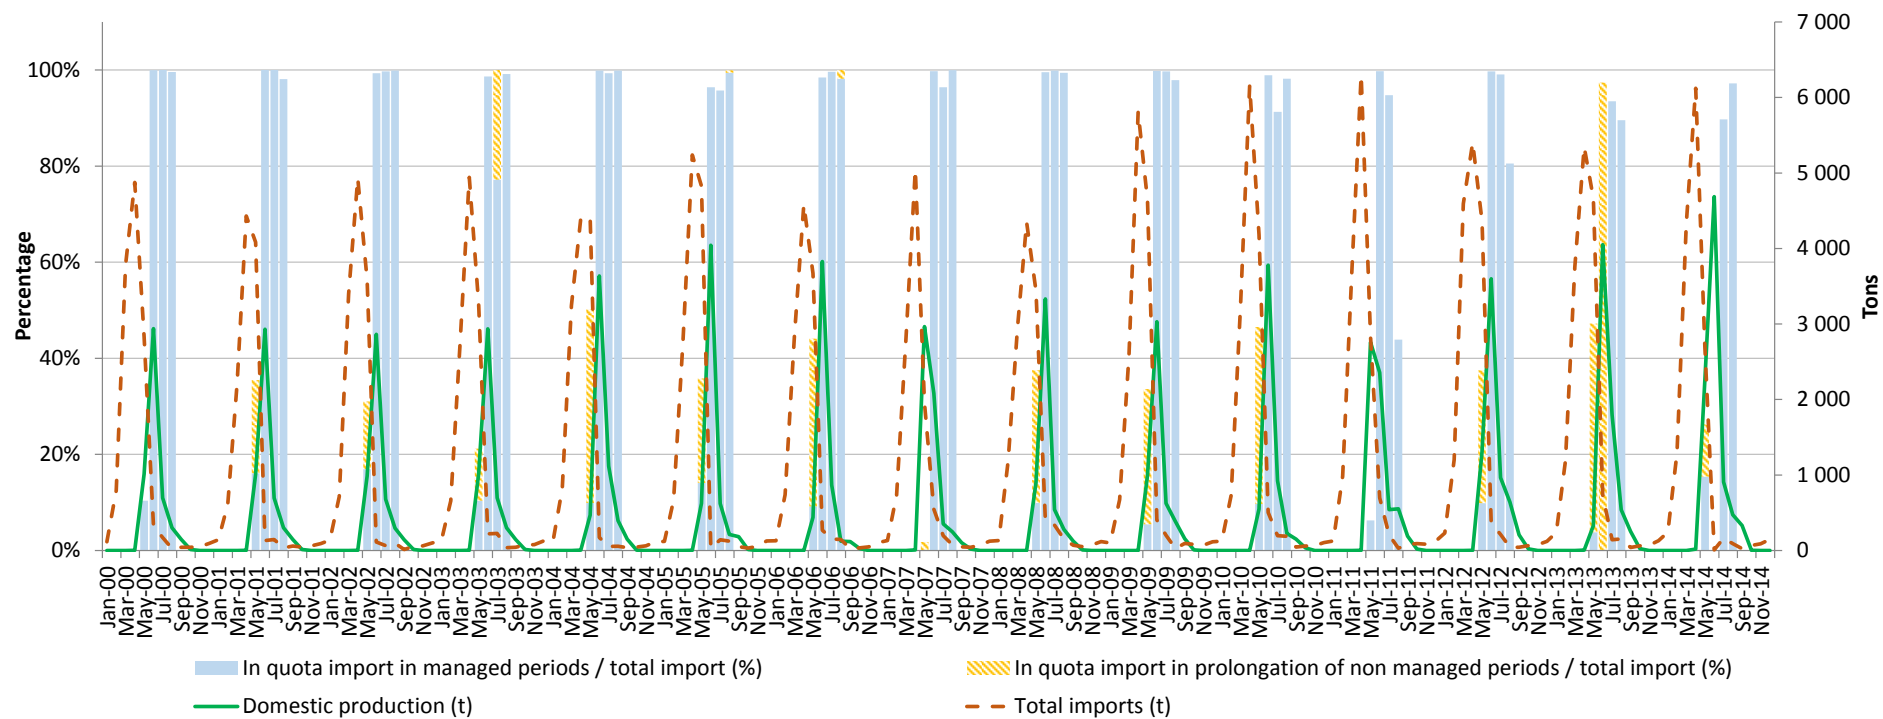 7 000
100%
6 000
80%
5 000
60%
4 000
Percentage
Tons
3 000
40%
2 000
20%
1 000
0%
0
Jan-00 Mar-00 May-00 Jul-00 Sep-00 Nov-00 Jan-01 Mar-01 May-01 Jul-01 Sep-01 Nov-01 Jan-02 Mar-02 May-02 Jul-02 Sep-02 Nov-02 Jan-03 Mar-03 May-03 Jul-03 Sep-03 Nov-03 Jan-04 Mar-04 May-04 Jul-04 Sep-04 Nov-04 Jan-05 Mar-05 May-05 Jul-05 Sep-05 Nov-05 Jan-06 Mar-06 May-06 Jul-06 Sep-06 Nov-06 Jan-07 Mar-07 May-07 Jul-07 Sep-07 Nov-07 Jan-08 Mar-08 May-08 Jul-08 Sep-08 Nov-08 Jan-09 Mar-09 May-09 Jul-09 Sep-09 Nov-09 Jan-10 Mar-10 May-10 Jul-10 Sep-10 Nov-10 Jan-11 Mar-11 May-11 Jul-11 Sep-11 Nov-11 Jan-12 Mar-12 May-12 Jul-12 Sep-12 Nov-12 Jan-13 Mar-13 May-13 Jul-13 Sep-13 Nov-13 Jan-14 Mar-14 May-14 Jul-14 Sep-14 Nov-14
In quota import in managed periods / total import (%)
In quota import in prolongation of non managed periods / total import (%)
Domestic production (t)
Total imports (t)